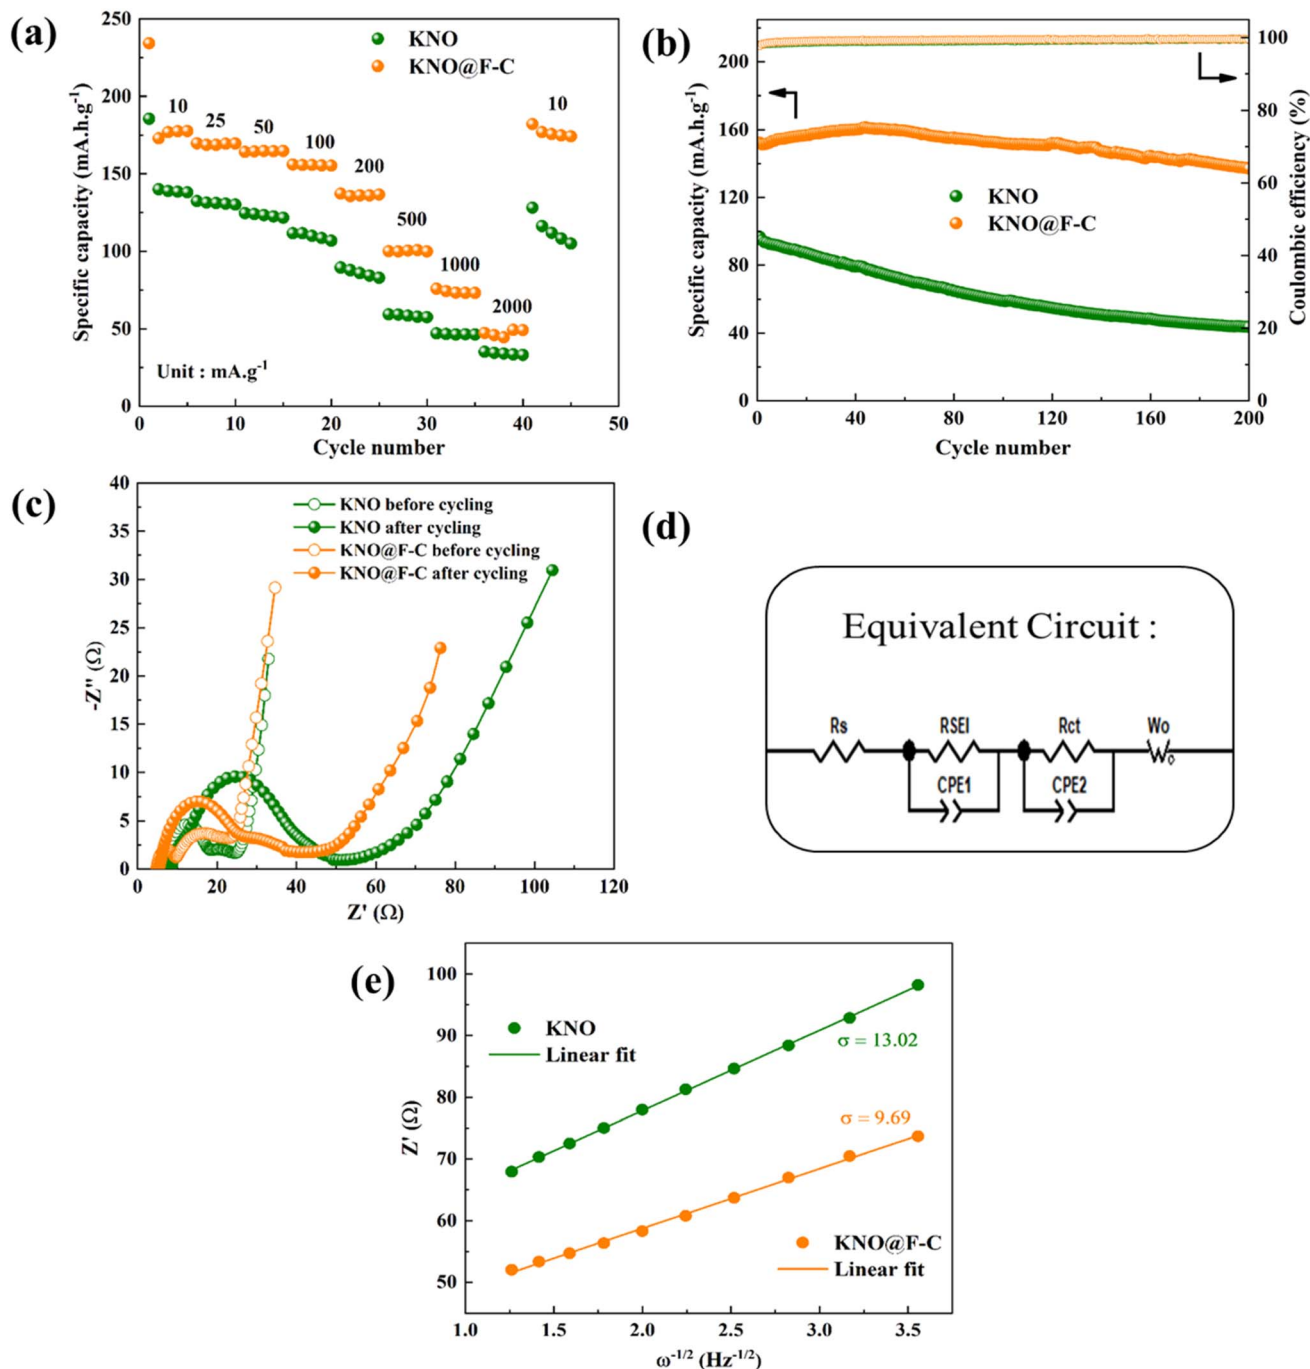 (a)
250
200
150
100
50
0
Specific capacity (mA.h.g⁻¹)
KNO
KNO@F-C
10
25
50
100
200
500
1000
2000
10
Unit : mA.g⁻¹
0
10
20
30
40
50
Cycle number
(b)
200
160
120
80
40
0
Specific capacity (mA.h.g⁻¹)
KNO
KNO@F-C
100
80
60
40
20
0
Coulombic efficiency (%)
0
40
80
120
160
200
Cycle number
(c)
40
35
30
25
20
15
10
5
0
-Z" (Ω)
KNO before cycling
KNO after cycling
KNO@F-C before cycling
KNO@F-C after cycling
0
20
40
60
80
100
120
Z' (Ω)
(d)
Equivalent Circuit :
Rs
RSEI
Rct
Wo
CPE1
CPE2
(e)
100
90
80
70
60
50
Z' (Ω)
KNO
Linear fit
σ = 13.02
σ = 9.69
KNO@F-C
Linear fit
1.0
1.5
2.0
2.5
3.0
3.5
ω⁻¹/² (Hz⁻¹/²)